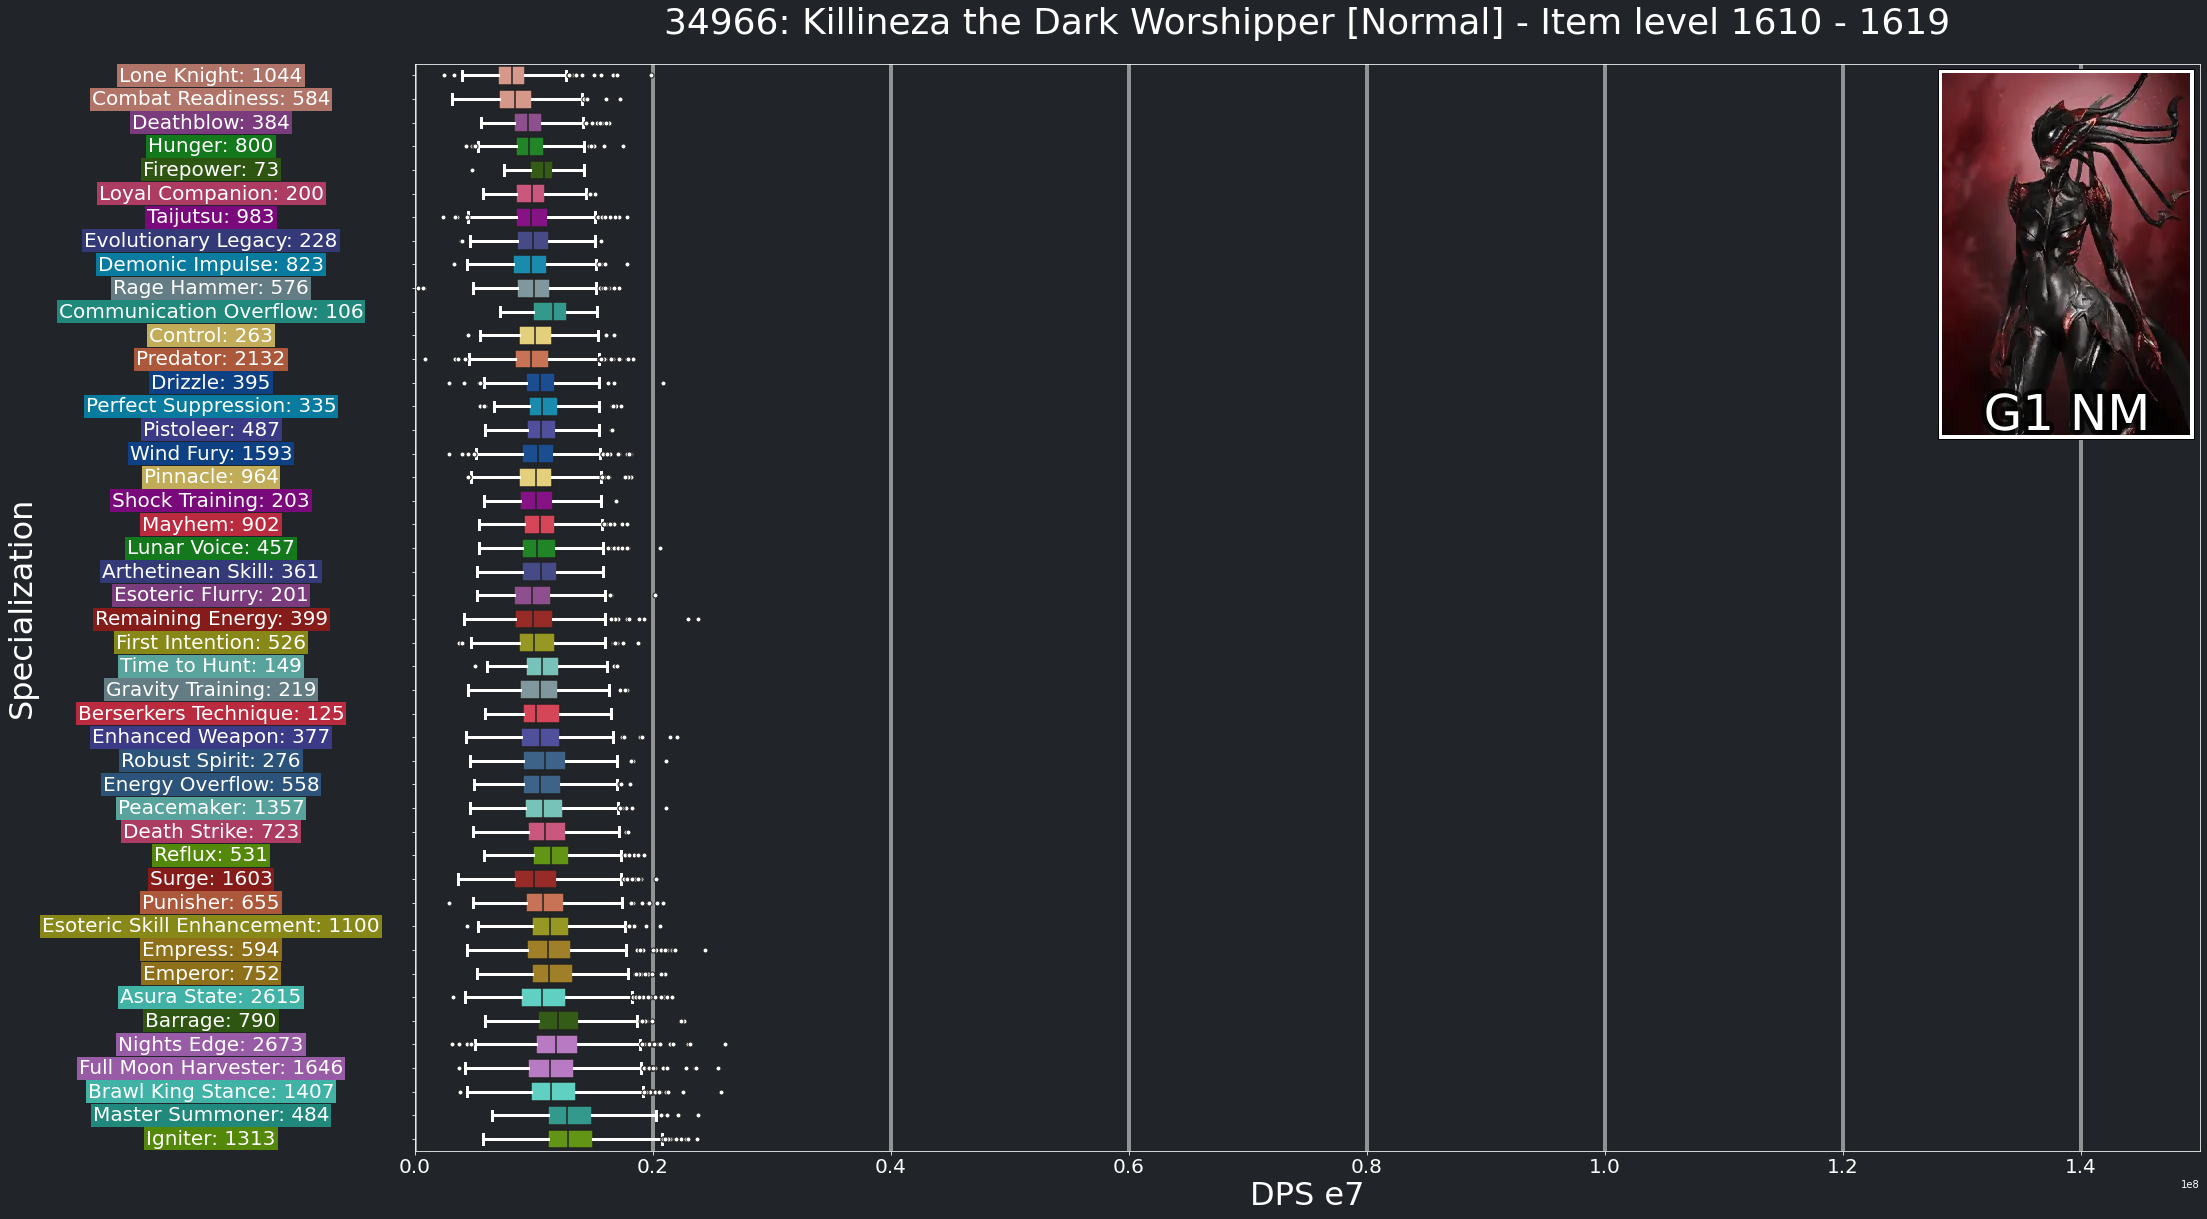 34966: Killineza the Dark Worshipper [Normal] - Item level 1610 - 1619
Lone Knight: 1044
Combat Readiness: 584
Deathblow: 384
Hunger: 800
Firepower: 73
Loyal Companion: 200
Taijutsu: 983
Evolutionary Legacy: 228
Demonic Impulse: 823
Rage Hammer: 576
Communication Overflow: 106
Control: 263
Predator: 2132
Drizzle: 395
Perfect Suppression: 335
Pistoleer: 487
Wind Fury: 1593
Pinnacle: 964
Shock Training: 203
Mayhem: 902
Lunar Voice: 457
Arthetinean Skill: 361
Esoteric Flurry: 201
Remaining Energy: 399
First Intention: 526
Time to Hunt: 149
Gravity Training: 219
Berserkers Technique: 125
Enhanced Weapon: 377
Robust Spirit: 276
Energy Overflow: 558
Peacemaker: 1357
Death Strike: 723
Reflux: 531
Surge: 1603
Punisher: 655
Esoteric Skill Enhancement: 1100
Empress: 594
Emperor: 752
Asura State: 2615
Barrage: 790
Nights Edge: 2673
Full Moon Harvester: 1646
Brawl King Stance: 1407
Master Summoner: 484
Igniter: 1313
Specialization
G1 NM
0.0 0.2 0.4 0.6 0.8 1.0 1.2 1.4
1e8
DPS e7